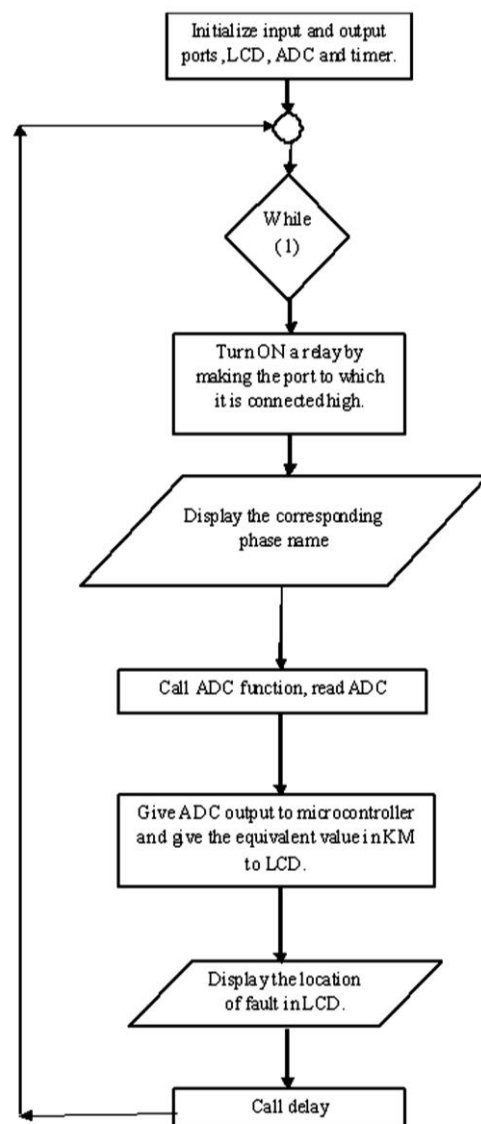 Initialize input and output
ports, LCD, ADC and timer.
While
(1)
Turn ON a relay by
making the port to which
it is connected high.
Display the corresponding
phase name
Call ADC function, read ADC
Give ADC output to microcontroller
and give the equivalent value in KM
to LCD.
Display the location
of fault in LCD.
Call delay